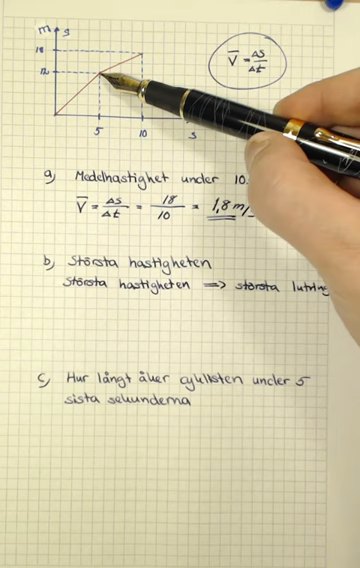 m s
18
12
5 10 s
V̄ = Δs/Δt
a) Medelhastighet under 10
V̄ = Δs/Δt = 18/10 = 1,8 m/
b) Största hastigheten
Största hastigheten => största lutning
c) Hur långt åker cyklisten under 5
sista sekunderna